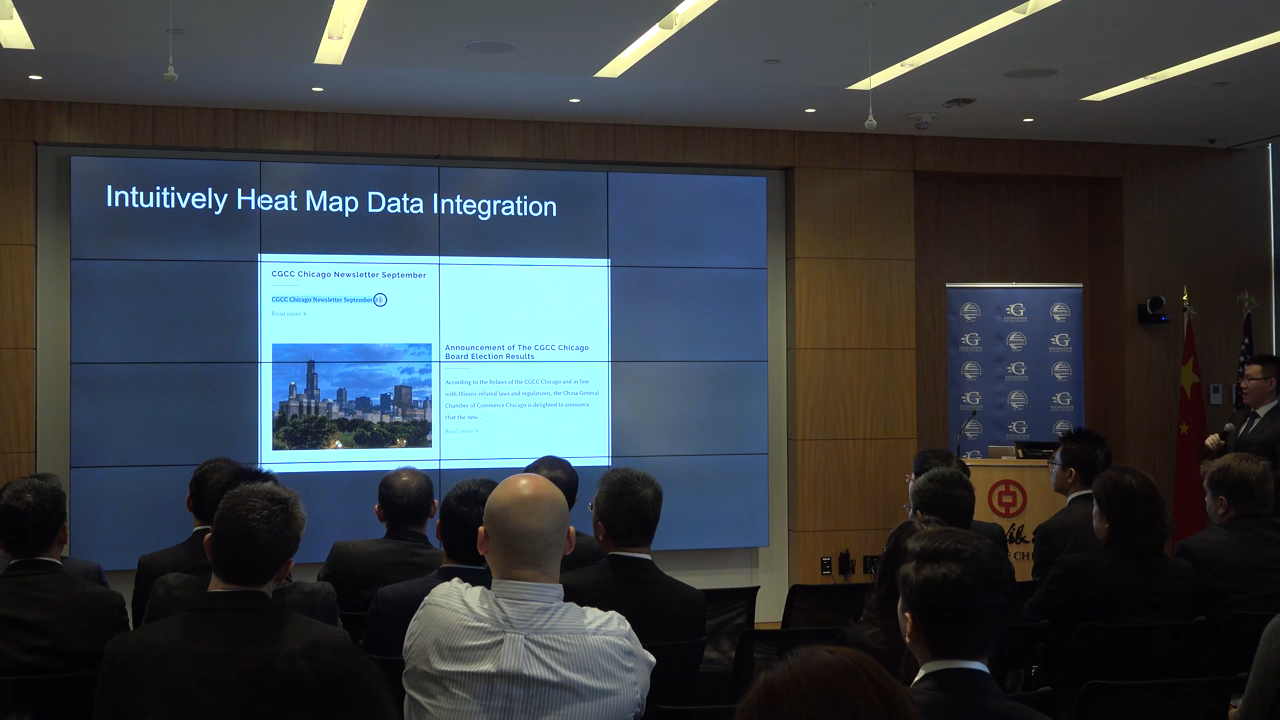 Intuitively Heat Map Data Integration
CGCC Chicago Newsletter September
CGCC Chicago Newsletter September
Read more
Announcement of The CGCC Chicago
Board Election Results
According to the bylaws of the CGCC Chicago and in line
with Illinois-related laws and regulations, the China General
Chamber of Commerce Chicago is delighted to announce
that the new ...
Read more